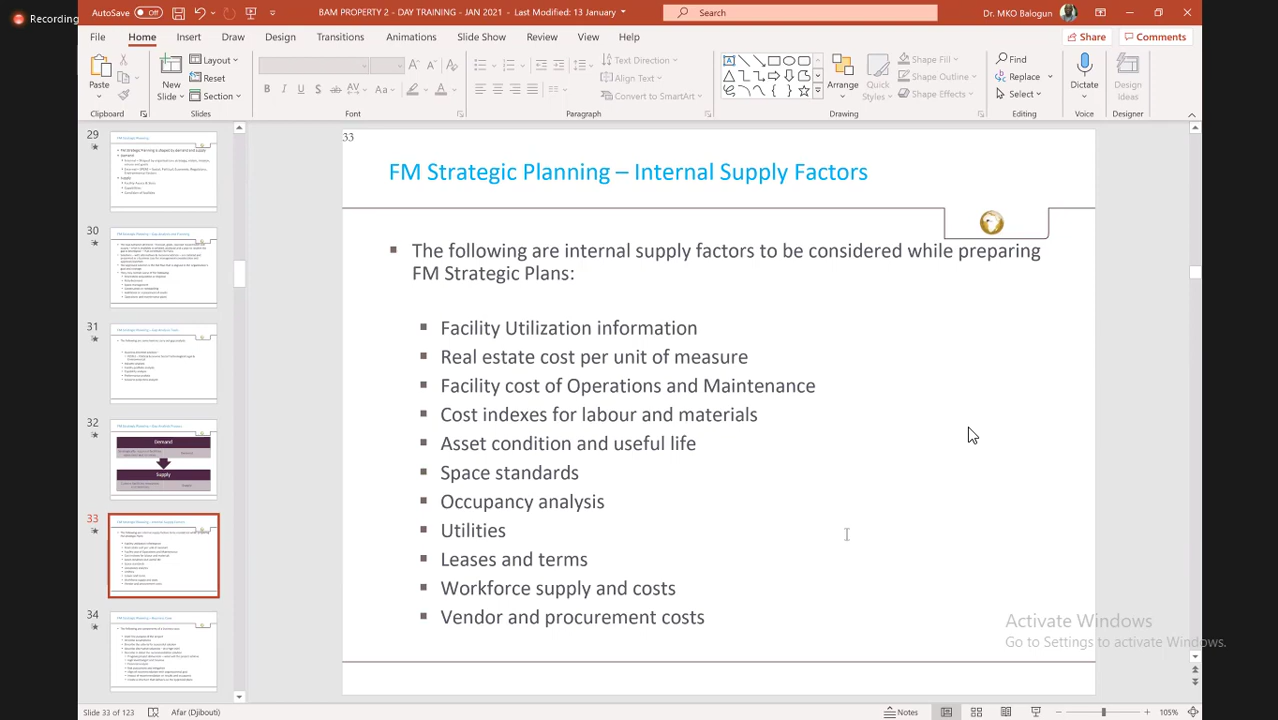 Recording
AutoSave Off
BAM PROPERTY 2 - DAY TRAINING - JAN 2021 - Last Modified: 13 January
Search
Dr. MKO Balogun
File Home Insert Draw Design Transitions Animations Slide Show Review View Help
Share Comments
Paste
Clipboard
New Slide
Layout
Reset
Section
Slides
Font
Text Direction
Align Text
Convert to SmartArt
Paragraph
Arrange
Quick Styles
Shape Fill
Shape Outline
Shape Effects
Drawing
Find
Replace
Select
Editing
Dictate
Voice
Design Ideas
Designer
29
30
31
32
Demand
Supply
33
34
33
FM Strategic Planning – Internal Supply Factors
The following are internal supply factors to be considered while preparing
FM Strategic Plans:
Facility Utilization information
Real Estate cost per unit of measure
Facility cost of Operations and Maintenance
Cost indexes for labour and materials
Asset condition and useful life
Space standards
Occupancy analysis
Utilities
Leases and terms
Workforce supply and costs
Vendor and procurement costs
Activate Windows
Go to Settings to activate Windows.
Slide 33 of 123
Afar (Djibouti)
Notes
105%